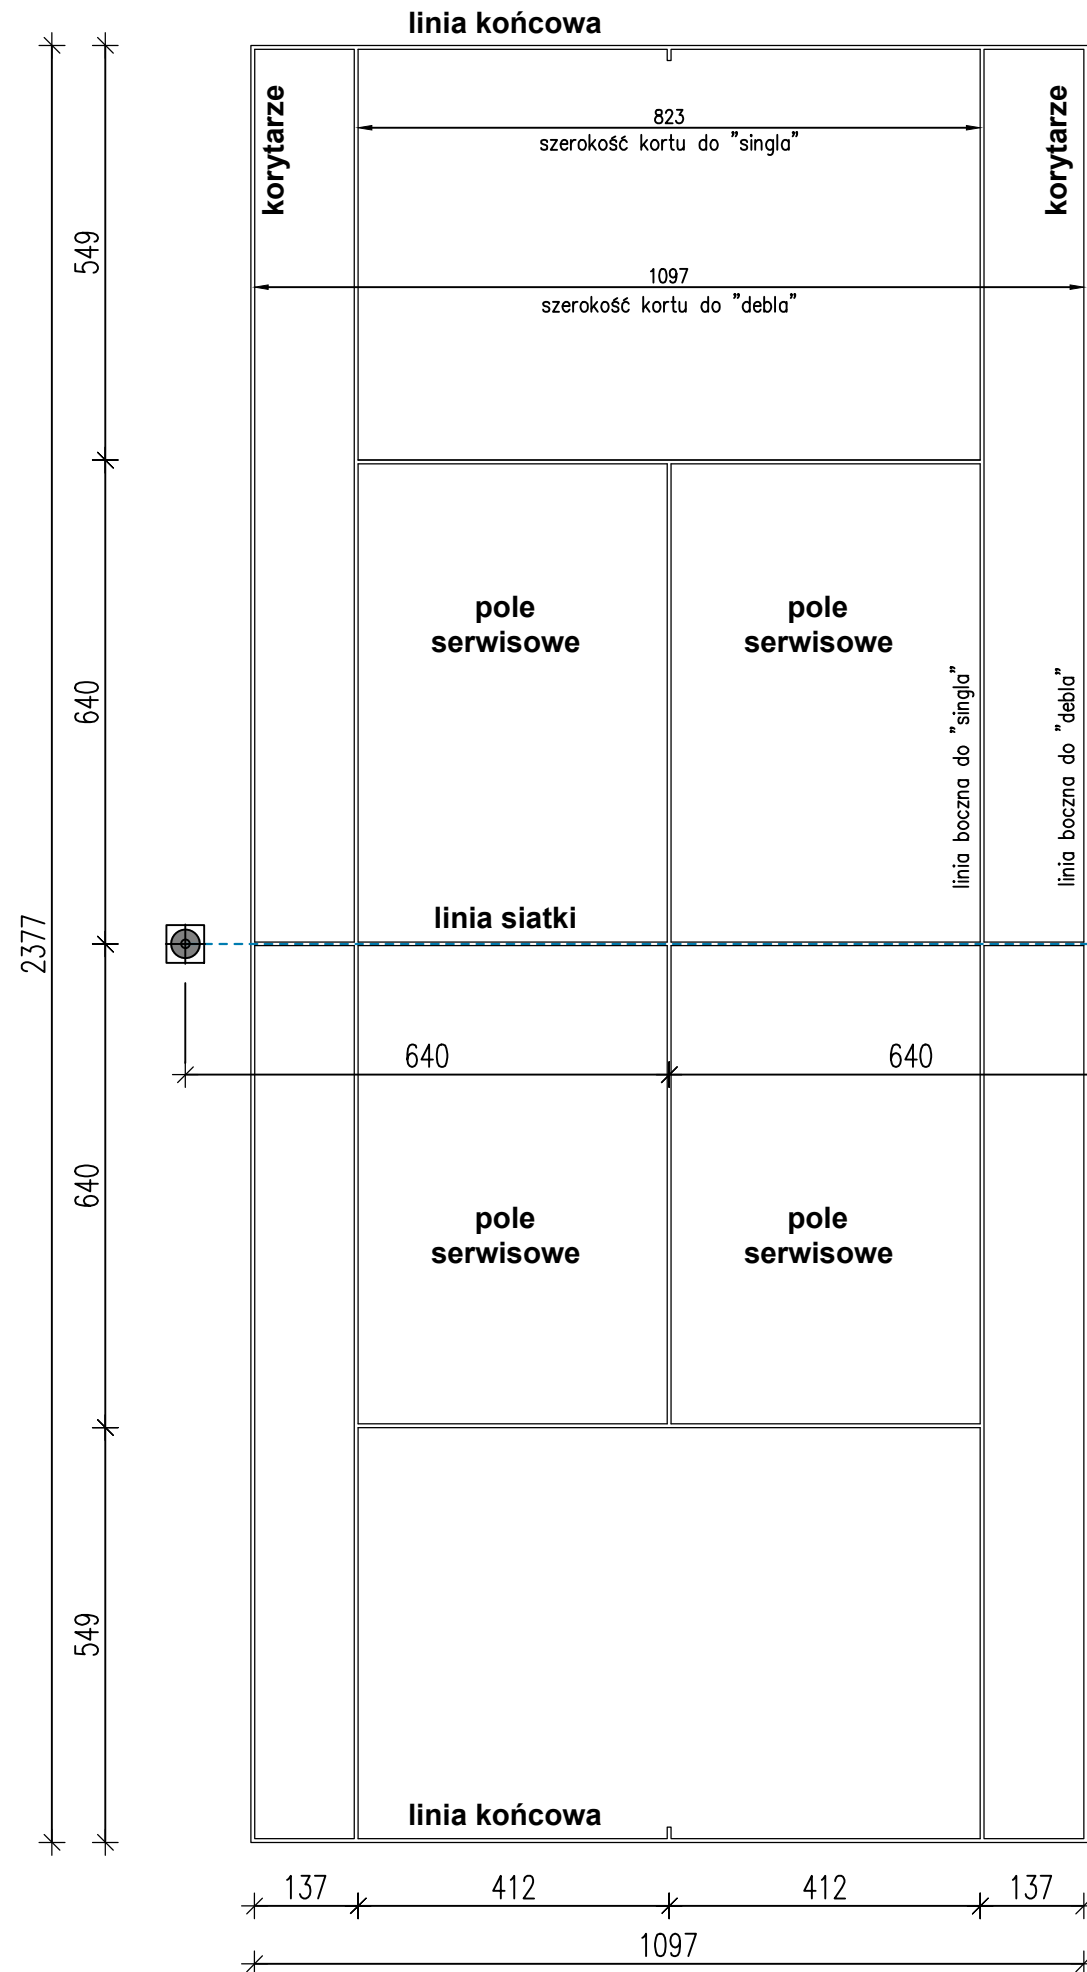 linia końcowa
korytarze
korytarze
823
szerokość kortu do "singla"
549
1097
szerokość kortu do "debla"
pole
serwisowe
pole
serwisowe
640
linia boczna do "singla"
linia boczna do "debla"
linia siatki
2377
640
640
640
pole
serwisowe
pole
serwisowe
549
linia końcowa
137
412
412
137
1097